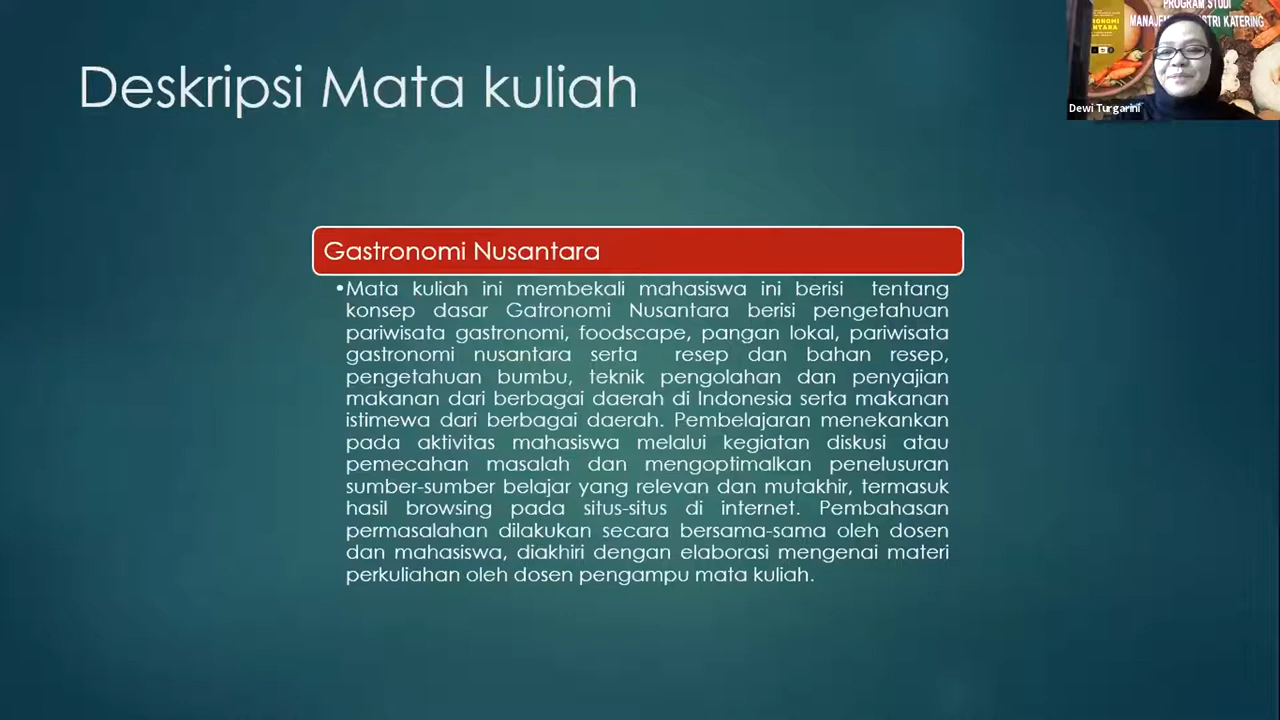 Deskripsi Mata kuliah
PROGRAM STUDI
Dewi Turgarini
Gastronomi Nusantara
•Mata kuliah ini membekali mahasiswa ini berisi tentang
konsep dasar Gatronomi Nusantara berisi pengetahuan
pariwisata gastronomi, foodscape, pangan lokal, pariwisata
gastronomi nusantara serta resep dan bahan resep,
pengetahuan bumbu, teknik pengolahan dan penyajian
makanan dari berbagai daerah di Indonesia serta makanan
istimewa dari berbagai daerah. Pembelajaran menekankan
pada aktivitas mahasiswa melalui kegiatan diskusi atau
pemecahan masalah dan mengoptimalkan penelusuran
sumber-sumber belajar yang relevan dan mutakhir, termasuk
hasil browsing pada situs-situs di internet. Pembahasan
permasalahan dilakukan secara bersama-sama oleh dosen
dan mahasiswa, diakhiri dengan elaborasi mengenai materi
perkuliahan oleh dosen pengampu mata kuliah.